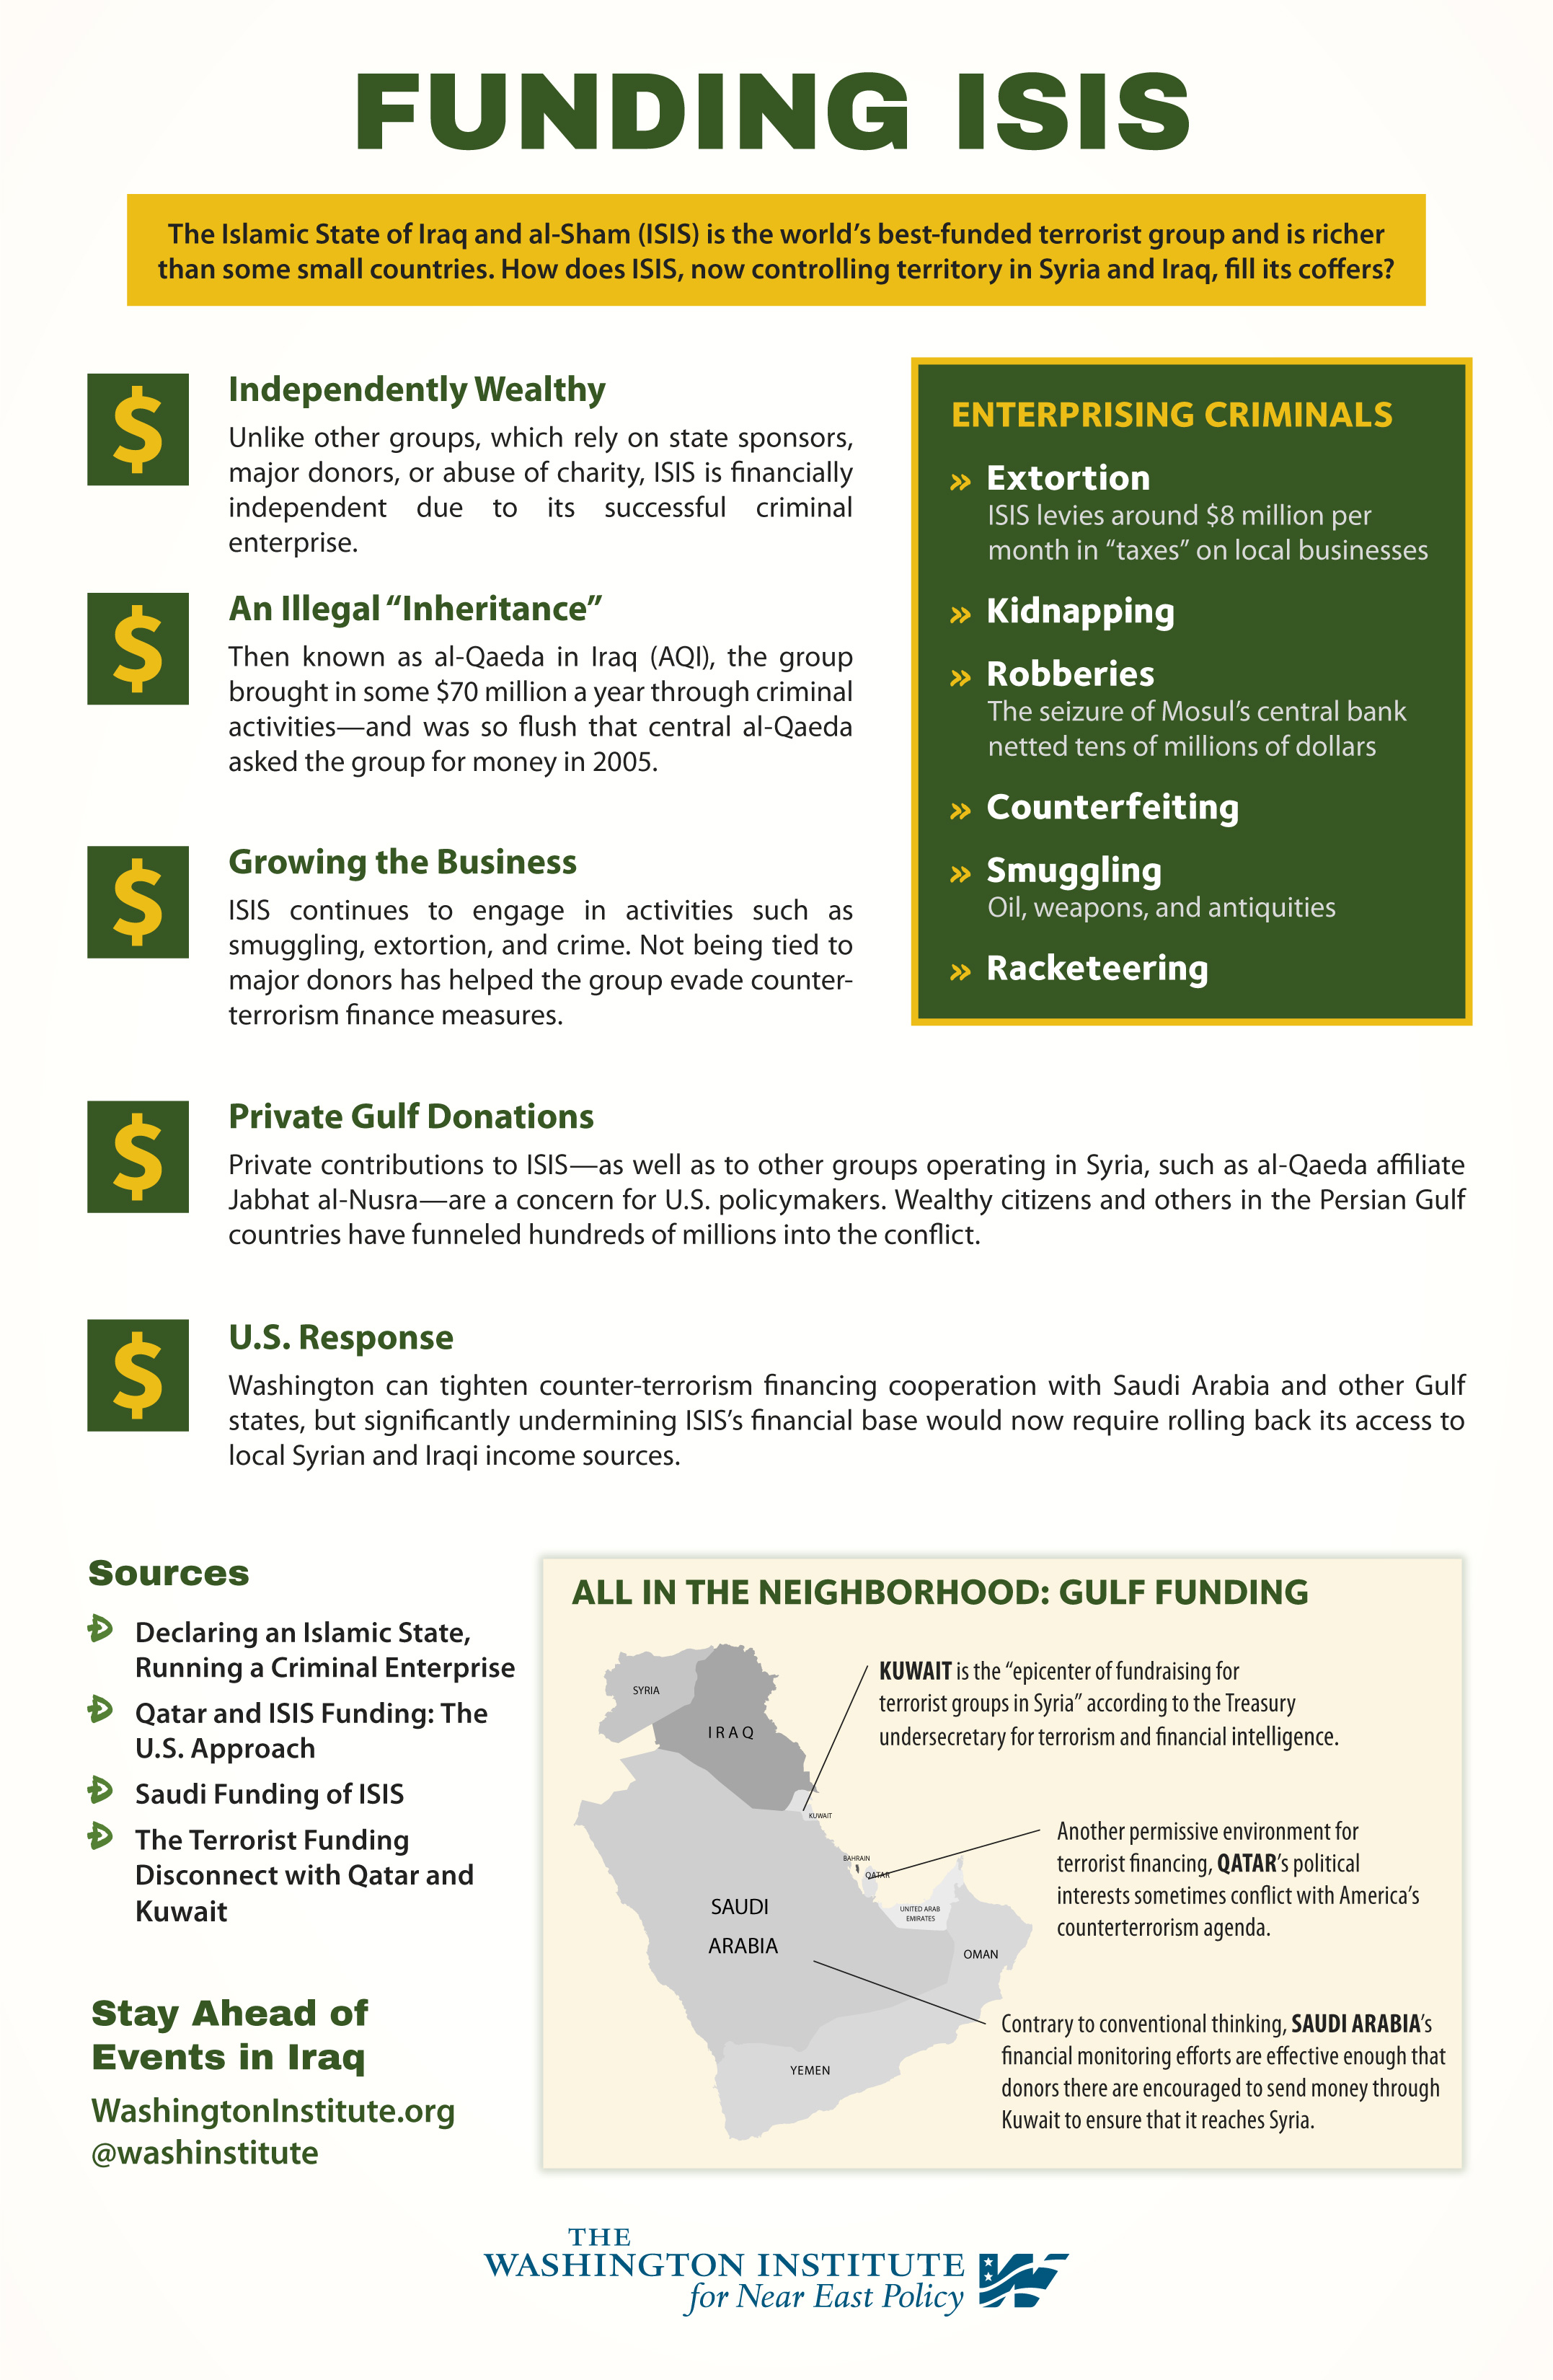 FUNDING ISIS
The Islamic State of Iraq and al-Sham (ISIS) is the world's best-funded terrorist group and is richer
than some small countries. How does ISIS, now controlling territory in Syria and Iraq, fill its coffers?
$
Independently Wealthy
Unlike other groups, which rely on state sponsors,
major donors, or abuse of charity, ISIS is financially
independent due to its successful criminal
enterprise.
$
An Illegal “Inheritance”
Then known as al-Qaeda in Iraq (AQI), the group
brought in some $70 million a year through criminal
activities—and was so flush that central al-Qaeda
asked the group for money in 2005.
$
Growing the Business
ISIS continues to engage in activities such as
smuggling, extortion, and crime. Not being tied to
major donors has helped the group evade counter-
terrorism finance measures.
ENTERPRISING CRIMINALS
» Extortion
ISIS levies around $8 million per
month in “taxes” on local businesses
» Kidnapping
» Robberies
The seizure of Mosul's central bank
netted tens of millions of dollars
» Counterfeiting
» Smuggling
Oil, weapons, and antiquities
» Racketeering
$
Private Gulf Donations
Private contributions to ISIS—as well as to other groups operating in Syria, such as al-Qaeda affiliate
Jabhat al-Nusra—are a concern for U.S. policymakers. Wealthy citizens and others in the Persian Gulf
countries have funneled hundreds of millions into the conflict.
$
U.S. Response
Washington can tighten counter-terrorism financing cooperation with Saudi Arabia and other Gulf
states, but significantly undermining ISIS's financial base would now require rolling back its access to
local Syrian and Iraqi income sources.
Sources
Declaring an Islamic State,
Running a Criminal Enterprise
Qatar and ISIS Funding: The
U.S. Approach
Saudi Funding of ISIS
The Terrorist Funding
Disconnect with Qatar and
Kuwait
Stay Ahead of
Events in Iraq
WashingtonInstitute.org
@washinstitute
ALL IN THE NEIGHBORHOOD: GULF FUNDING
SYRIA
IRAQ
KUWAIT
BAHRAIN
QATAR
UNITED ARAB
EMIRATES
SAUDI
ARABIA
OMAN
YEMEN
KUWAIT is the “epicenter of fundraising for
terrorist groups in Syria” according to the Treasury
undersecretary for terrorism and financial intelligence.
Another permissive environment for
terrorist financing, QATAR's political
interests sometimes conflict with America's
counterterrorism agenda.
Contrary to conventional thinking, SAUDI ARABIA's
financial monitoring efforts are effective enough that
donors there are encouraged to send money through
Kuwait to ensure that it reaches Syria.
THE
WASHINGTON INSTITUTE
for Near East Policy